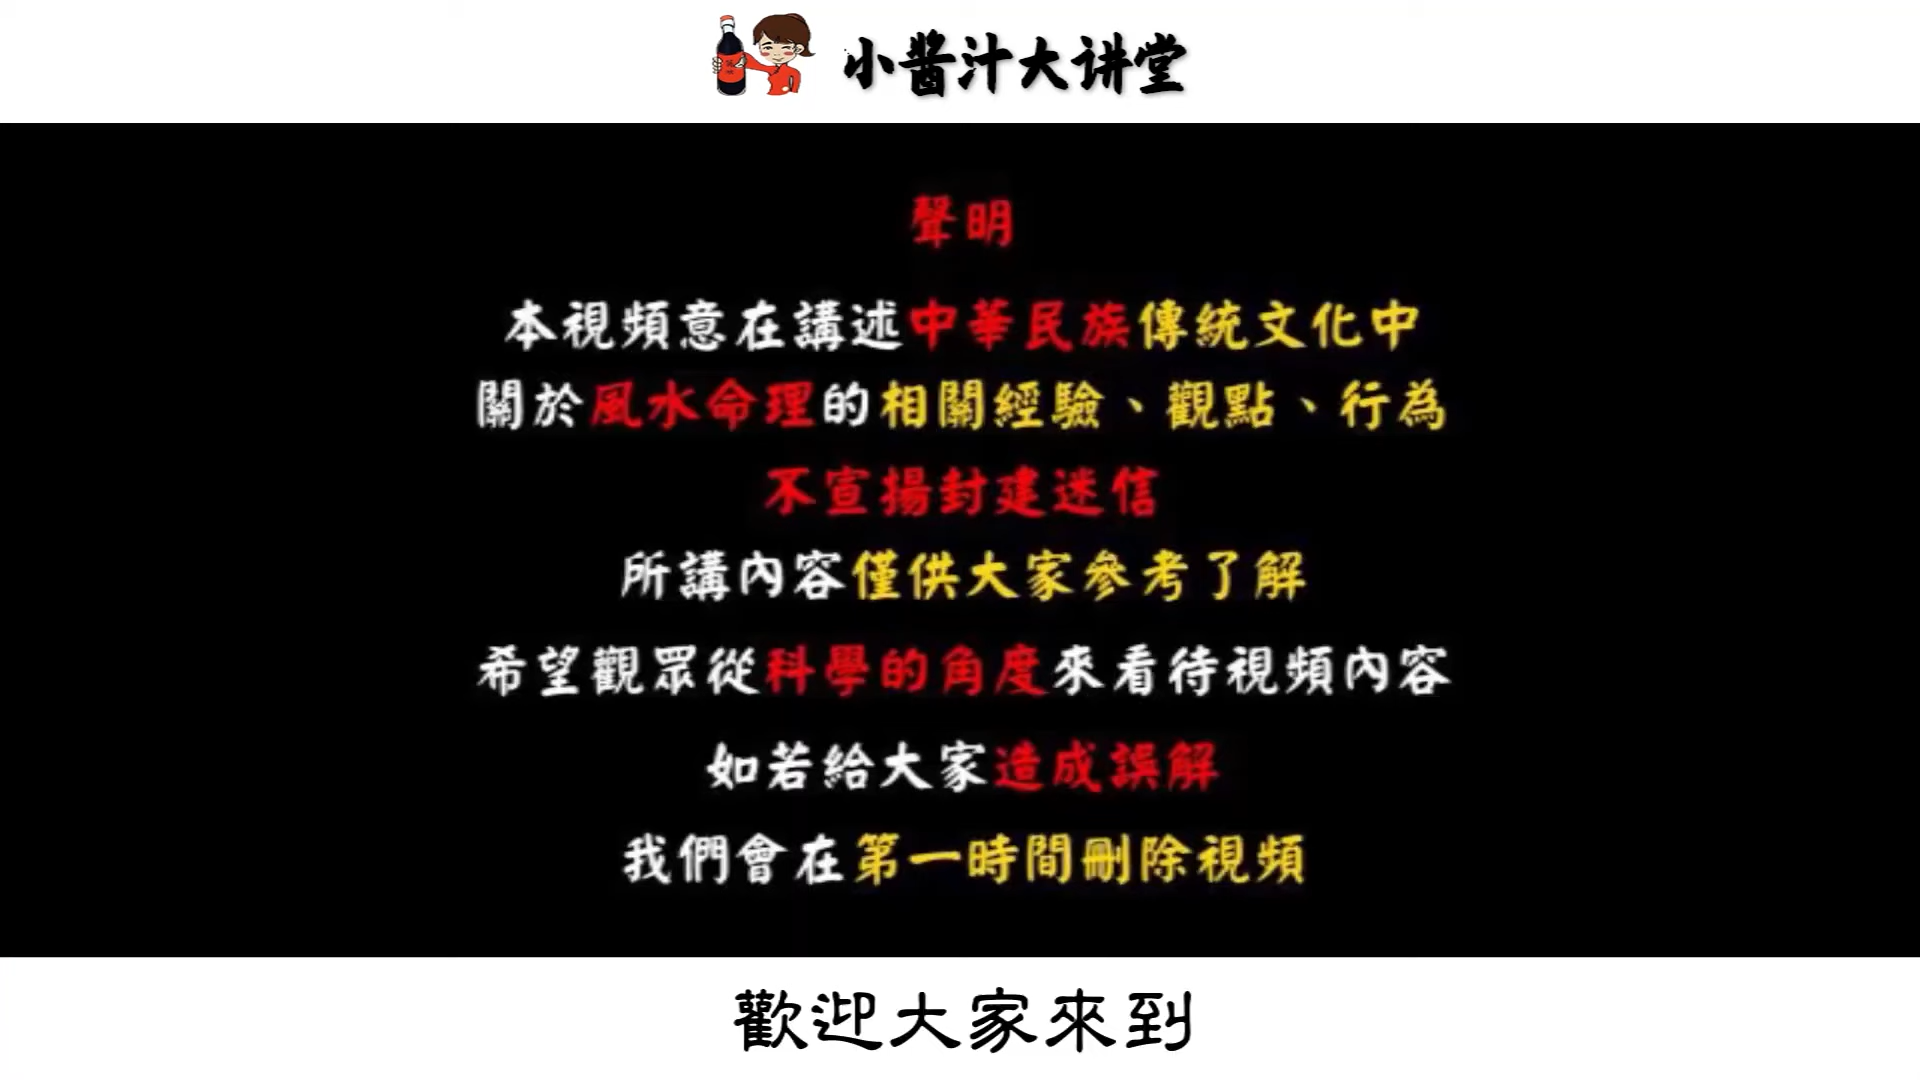 小酱汁大讲堂
聲明
本視頻意在講述中華民族傳統文化中
關於風水命理的相關經驗、觀點、行為
不宣揚封建迷信
所講內容僅供大家參考了解
希望觀眾從科學的角度來看待視頻內容
如若給大家造成誤解
我們會在第一時間刪除視頻
歡迎大家來到